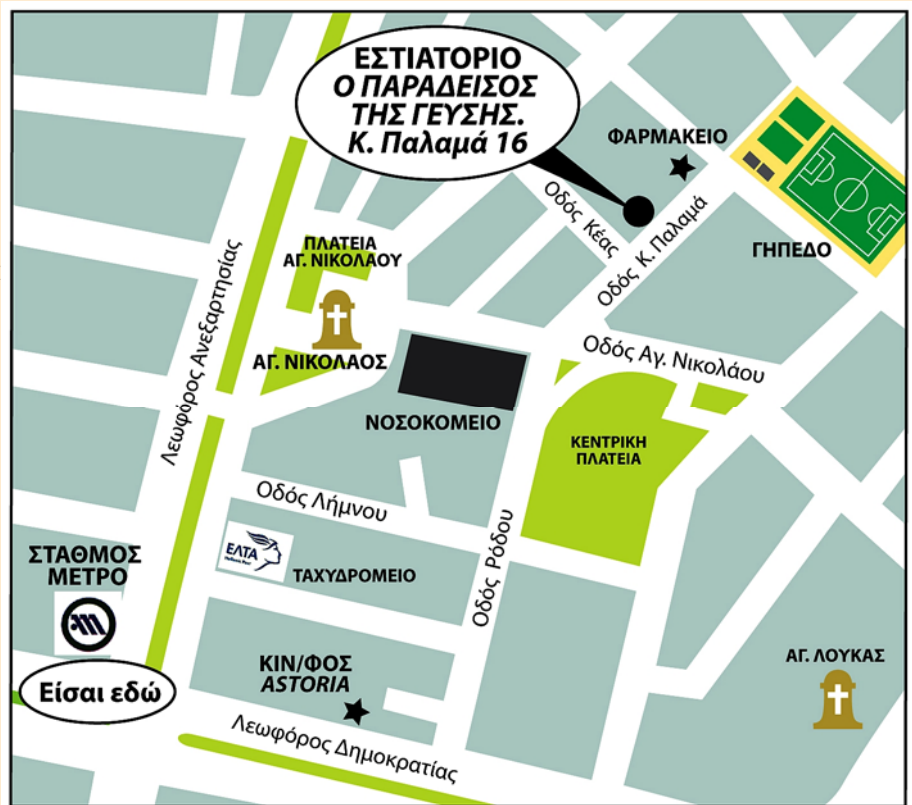 ΕΣΤΙΑΤΟΡΙΟ
Ο ΠΑΡΑΔΕΙΣΟΣ
ΤΗΣ ΓΕΥΣΗΣ.
Κ. Παλαμά 16
ΦΑΡΜΑΚΕΙΟ
Οδός Κέας
Οδός Κ. Παλαμά
ΓΗΠΕΔΟ
ΠΛΑΤΕΙΑ
ΑΓ. ΝΙΚΟΛΑΟΥ
Λεωφόρος Ανεξαρτησίας
ΑΓ. ΝΙΚΟΛΑΟΣ
Οδός Αγ. Νικολάου
ΝΟΣΟΚΟΜΕΙΟ
ΚΕΝΤΡΙΚΗ
ΠΛΑΤΕΙΑ
Οδός Λήμνου
Οδός Ρόδου
ΕΛΤΑ
ΤΑΧΥΔΡΟΜΕΙΟ
ΣΤΑΘΜΟΣ
ΜΕΤΡΟ
Είσαι εδώ
ΚΙΝ/ΦΟΣ
ASTORIA
ΑΓ. ΛΟΥΚΑΣ
Λεωφόρος Δημοκρατίας